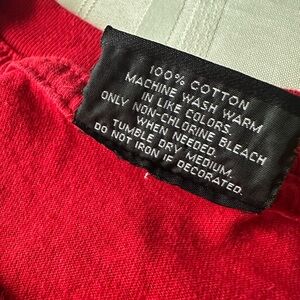 100% COTTON
MACHINE WASH WARM
IN LIKE COLORS.
ONLY NON-CHLORINE BLEACH
WHEN NEEDED.
TUMBLE DRY MEDIUM.
DO NOT IRON IF DECORATED.